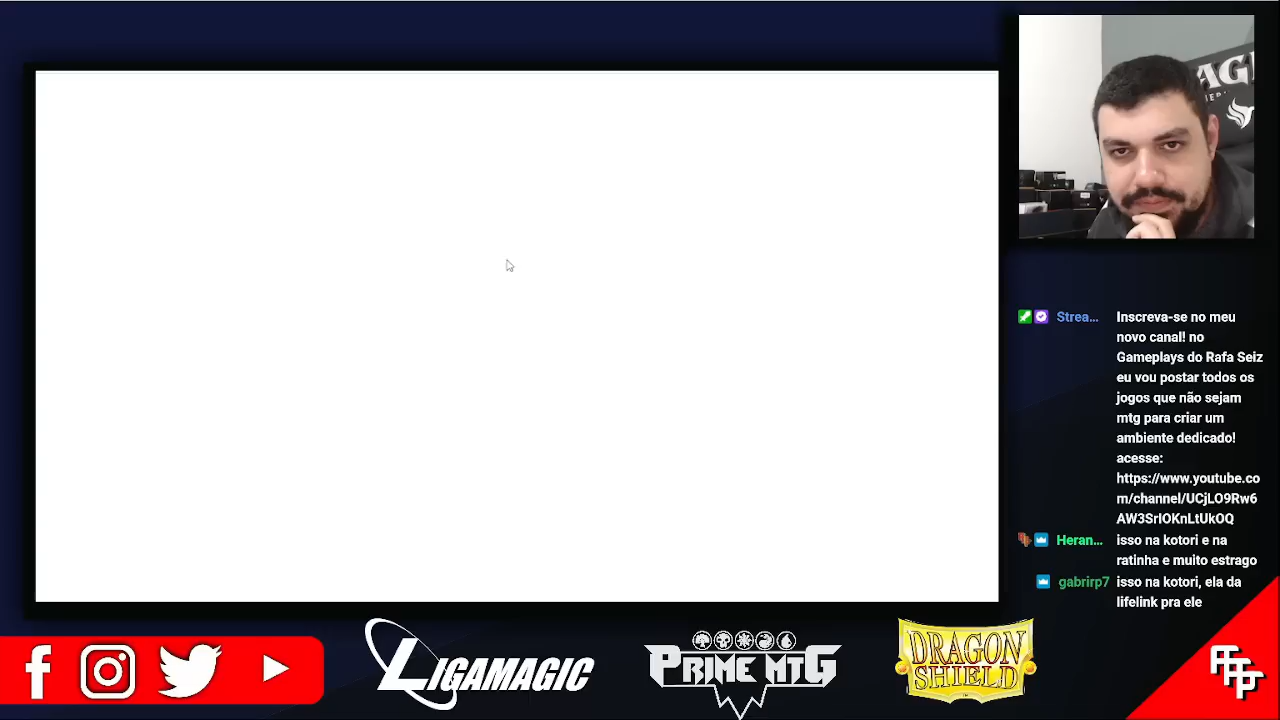 AGI
Strea...
Inscreva-se no meu
novo canal! no
Gameplays do Rafa Seiz
eu vou postar todos os
jogos que não sejam
mtg para criar um
ambiente dedicado!
acesse:
https://www.youtube.co
m/channel/UCjLO9Rw6
AW3SrIOKnLtUkOQ
Heran...
isso na kotori e na
ratinha e muito estrago
gabrirp7
isso na kotori, ela da
lifelink pra ele
LIGAMAGIC
PRIME MTG
DRAGON
SHIELD